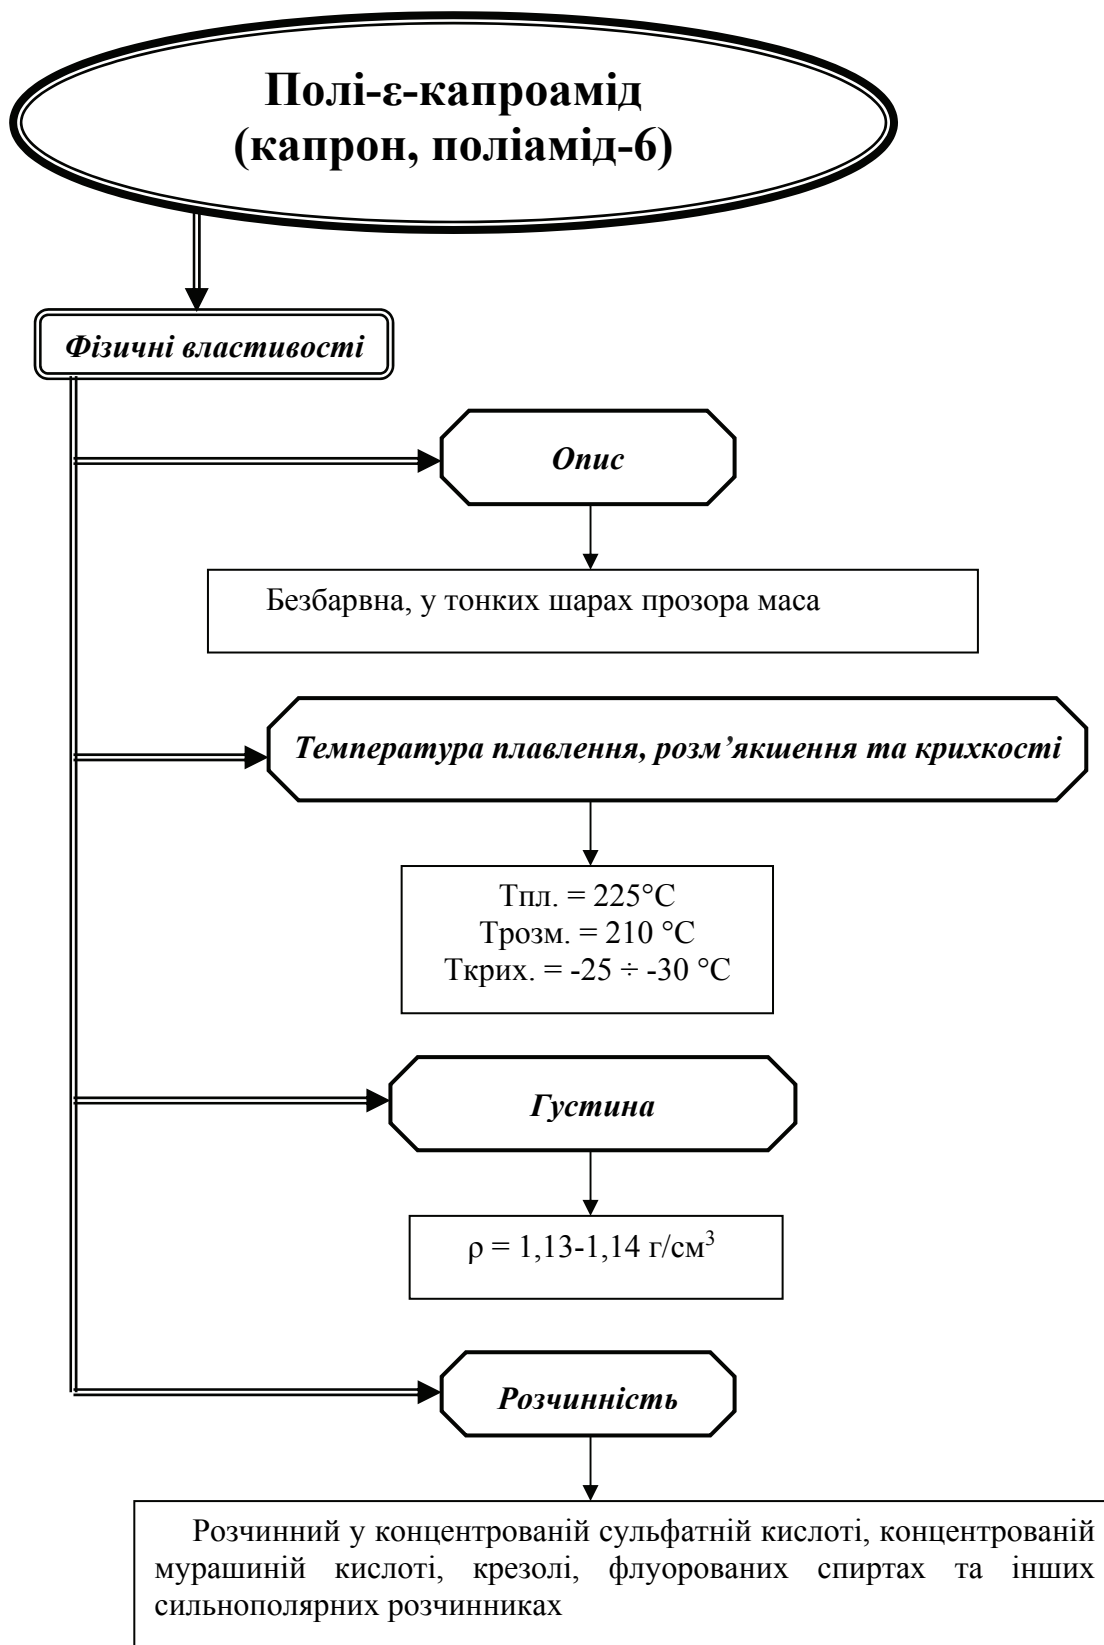 Полі-ε-капроамід
(капрон, поліамід-6)
Фізичні властивості
Опис
Безбарвна, у тонких шарах прозора маса
Температура плавлення, розм’якшення та крихкості
Тпл. = 225°С
Трозм. = 210 °С
Ткрих. = -25 ÷ -30 °С
Густина
ρ = 1,13-1,14 г/см³
Розчинність
Розчинний у концентрованій сульфатній кислоті, концентрованій
мурашиній кислоті, крезолі, флуорованих спиртах та інших
сильнополярних розчинниках